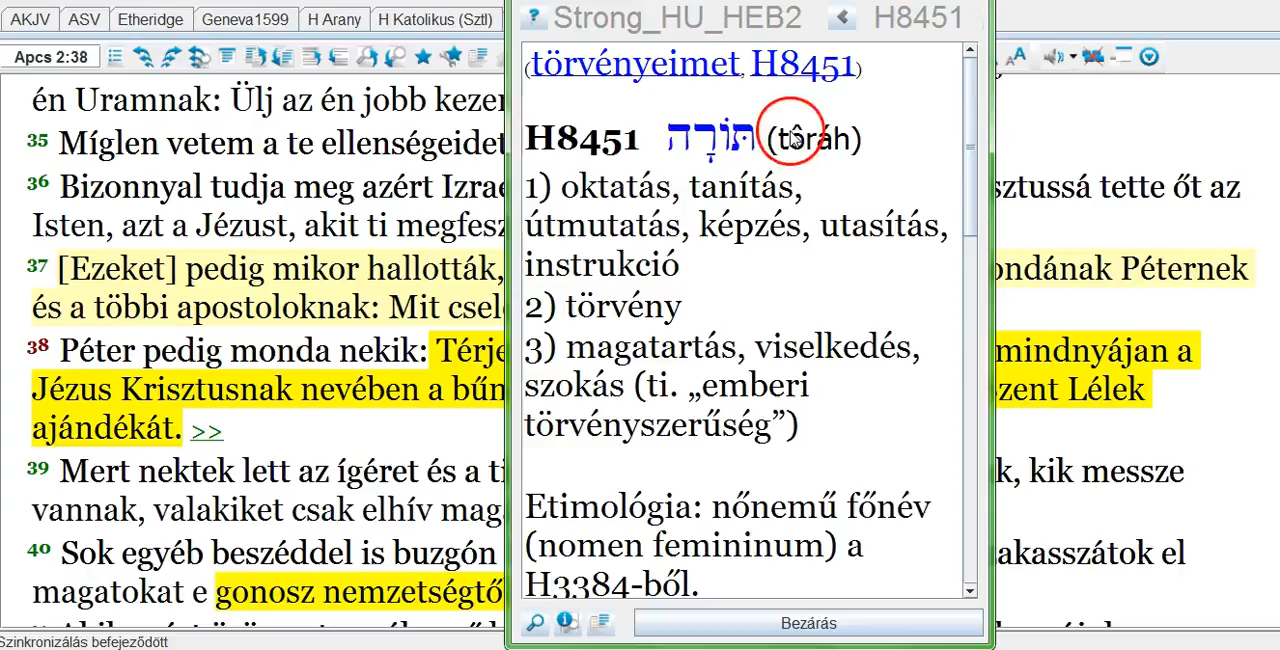 AKJV ASV Etheridge Geneva1599 H Arany H Katolikus (Sztl)
Apcs 2:38
én Uramnak: Ülj az én jobb kezem
35 Míglen vetem a te ellenségeidet
36 Bizonnyal tudja meg azért Izrae
sztussá tette őt az
Isten, azt a Jézust, akit ti megfesz
37 [Ezeket] pedig mikor hallották,
ondának Péternek
és a többi apostoloknak: Mit csele
38 Péter pedig monda nekik: Térje
mindnyájan a
Jézus Krisztusnak nevében a bűn
zent Lélek
ajándékát. >>
39 Mert nektek lett az ígéret és a ti
k, kik messze
vannak, valakiket csak elhív mag
40 Sok egyéb beszéddel is buzgón
akasszátok el
magatokat e gonosz nemzetségtő
Szinkronizálás befejeződött
Strong_HU_HEB2 H8451
(törvényeimet, H8451)
H8451 תּוֹרָה (tôráh)
1) oktatás, tanítás,
útmutatás, képzés, utasítás,
instrukció
2) törvény
3) magatartás, viselkedés,
szokás (ti. „emberi
törvényszerűség”)
Etimológia: nőnemű főnév
(nomen femininum) a
H3384-ből.
Bezárás